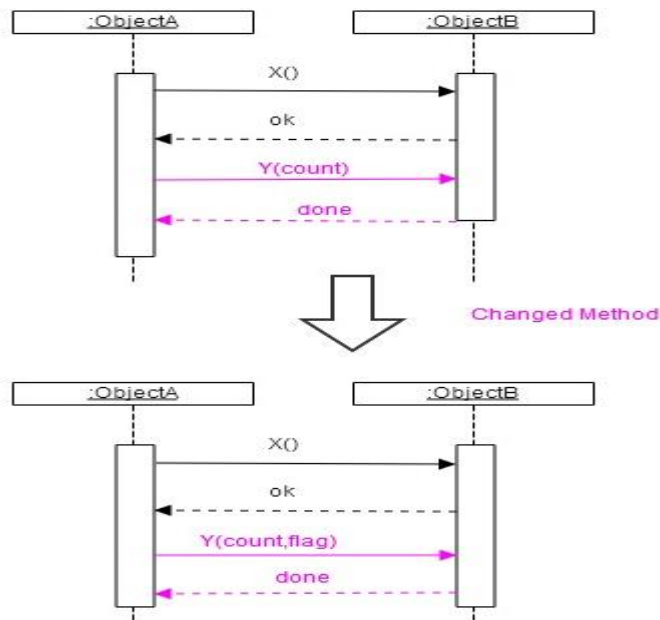 :ObjectA :ObjectB
X()
ok
Y(count)
done
Changed Method
:ObjectA :ObjectB
X()
ok
Y(count,flag)
done